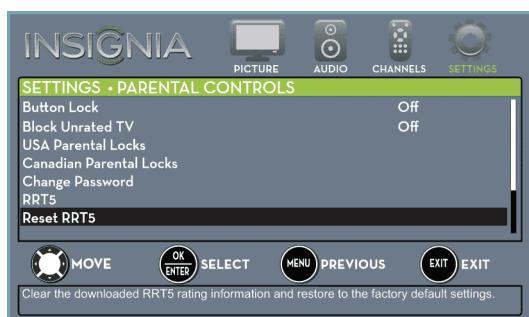 INSIGNIA
PICTURE AUDIO CHANNELS SETTINGS
SETTINGS • PARENTAL CONTROLS
Button Lock Off
Block Unrated TV Off
USA Parental Locks
Canadian Parental Locks
Change Password
RRT5
Reset RRT5
MOVE OK ENTER SELECT MENU PREVIOUS EXIT EXIT
Clear the downloaded RRT5 rating information and restore to the factory default settings.